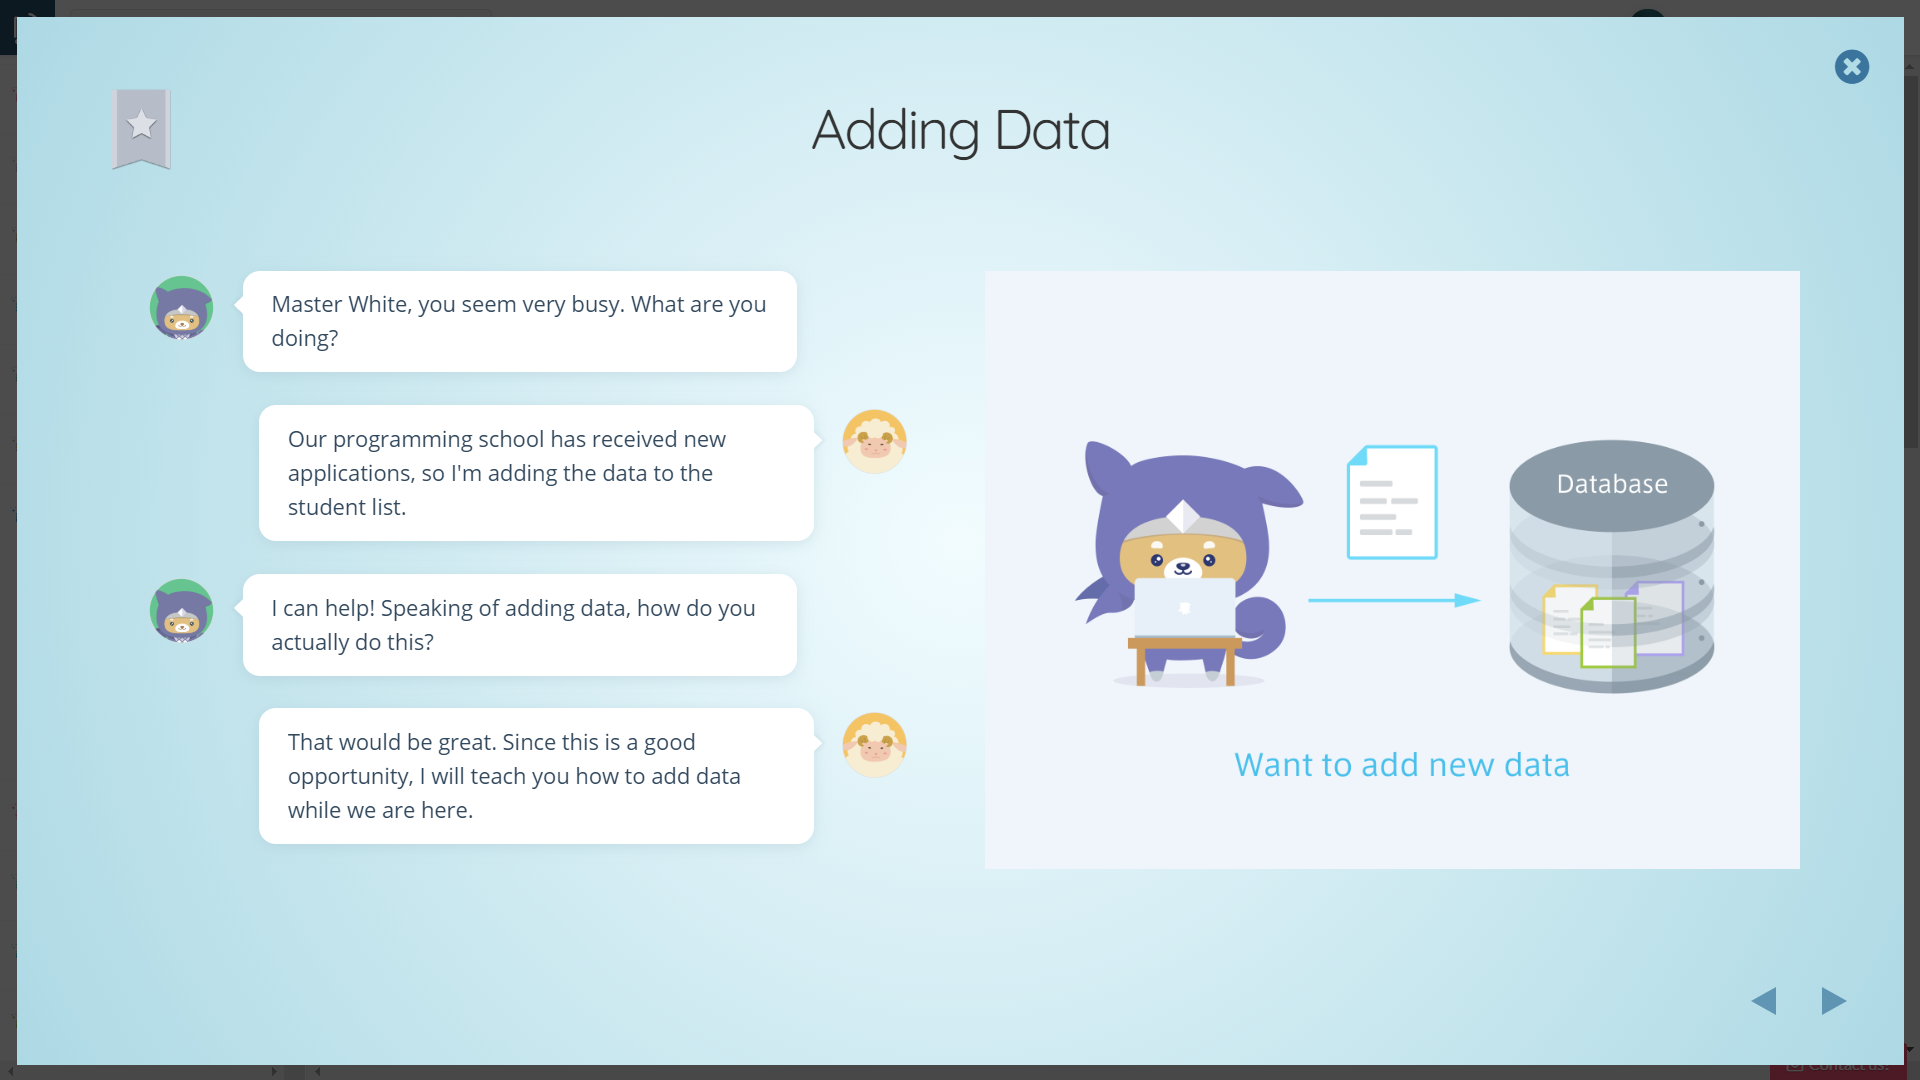 Adding Data
Master White, you seem very busy. What are you
doing?
Our programming school has received new
applications, so I'm adding the data to the
student list.
I can help! Speaking of adding data, how do you
actually do this?
That would be great. Since this is a good
opportunity, I will teach you how to add data
while we are here.
Database
Want to add new data
Contact us!